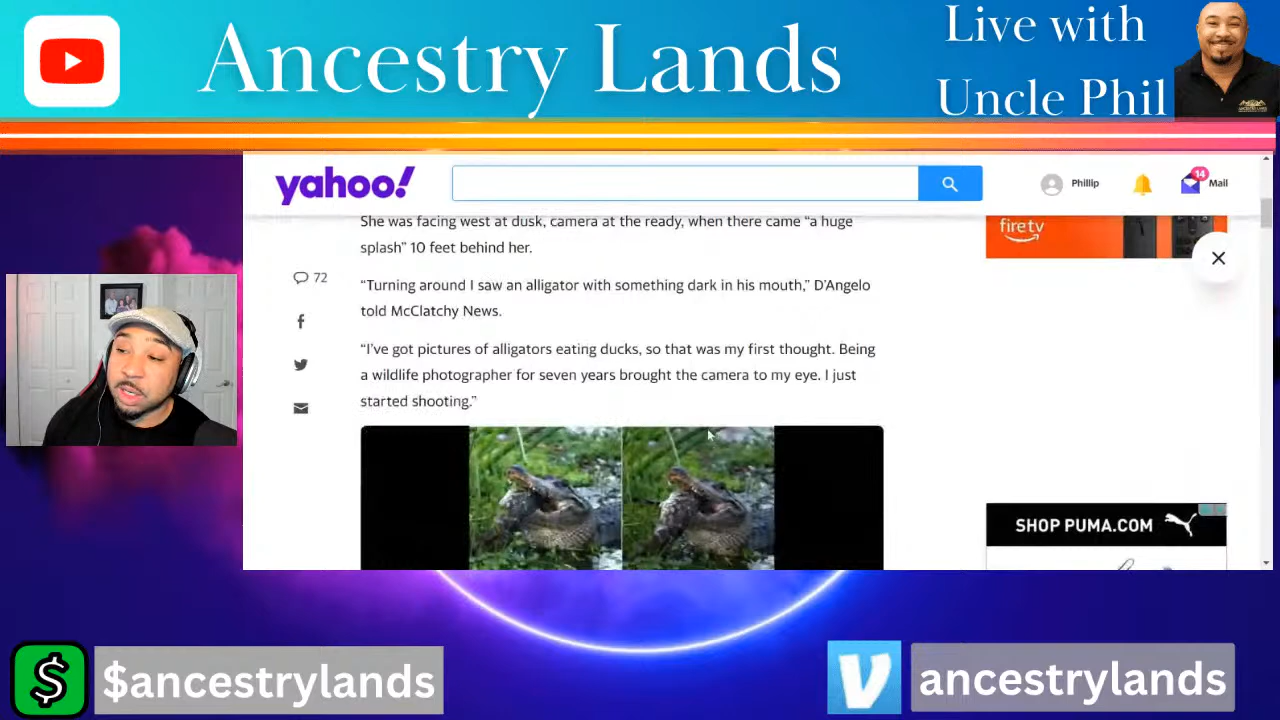 Ancestry Lands
Live with
Uncle Phil
yahoo!
Phillip
14
Mail
She was facing west at dusk, camera at the ready, when there came “a huge
splash” 10 feet behind her.
72
“Turning around I saw an alligator with something dark in his mouth,” D’Angelo
told McClatchy News.
“I’ve got pictures of alligators eating ducks, so that was my first thought. Being
a wildlife photographer for seven years brought the camera to my eye. I just
started shooting.”
fire tv
SHOP PUMA.COM
$ancestrylands
ancestrylands